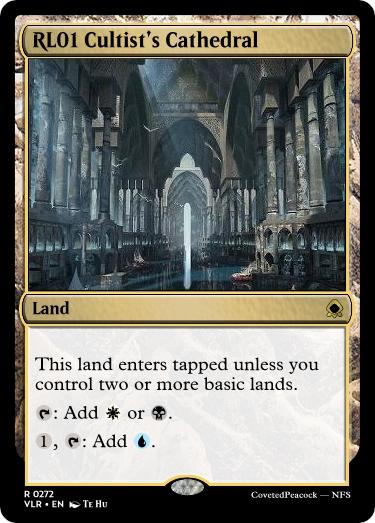 RL01 Cultist's Cathedral
Land
This land enters tapped unless you
control two or more basic lands.
: Add or .
1, : Add .
R 0272
VLR • EN Te Hu
CovetedPeacock — NFS